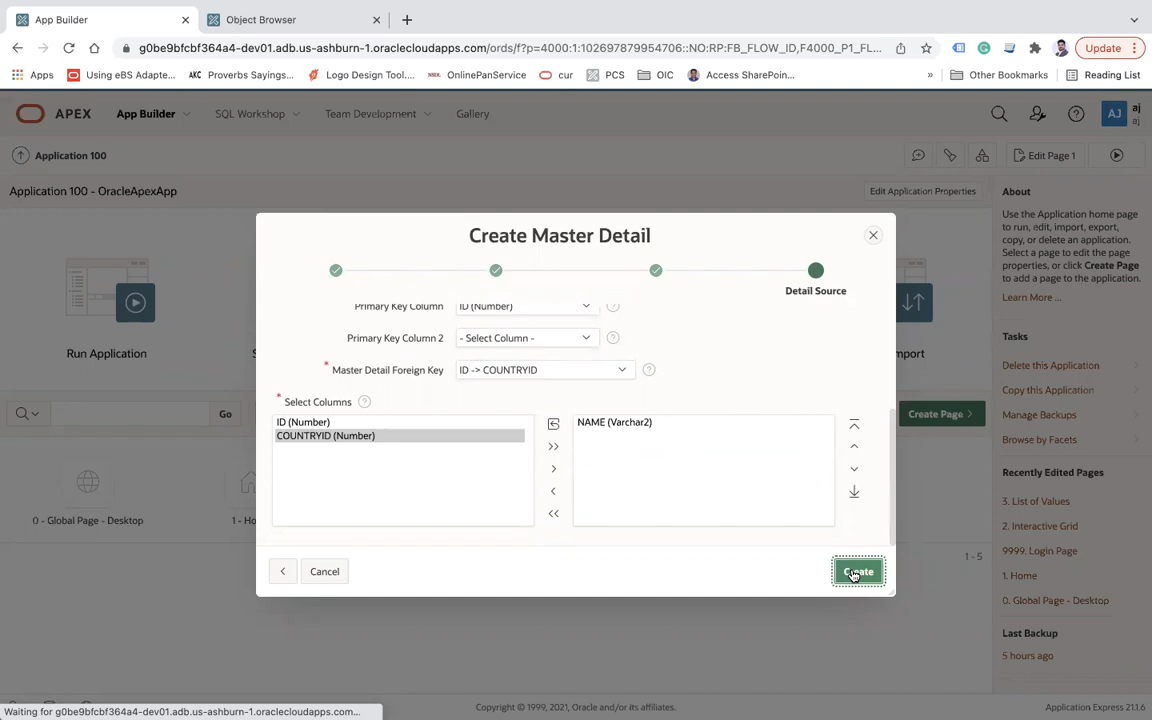 App Builder
Object Browser
g0be9bfcbf364a4-dev01.adb.us-ashburn-1.oraclecloudapps.com/ords/f?p=4000:1:102697879954706::NO:RP:FB_FLOW_ID,F4000_P1_FL...
Update
Apps
Using eBS Adapte...
AKC Proverbs Sayings...
Logo Design Tool....
OnlinePanService
cur
PCS
OIC
Access SharePoin...
»
Other Bookmarks
Reading List
APEX
App Builder
SQL Workshop
Team Development
Gallery
AJ
aj
aj
Application 100
Edit Page 1
Application 100 - OracleApexApp
Edit Application Properties
About
Use the Application home page
to run, edit, import, export,
copy, or delete an application.
Select a page to edit the page
properties, or click Create Page
to add a page to the application.
Learn More ...
Create Master Detail
Detail Source
Primary Key Column
ID (Number)
Primary Key Column 2
- Select Column -
* Master Detail Foreign Key
ID -> COUNTRYID
* Select Columns
ID (Number)
COUNTRYID (Number)
NAME (Varchar2)
Cancel
Create
Run Application
S
port
Go
Create Page >
0 - Global Page - Desktop
1 - Ho
1 - 5
Tasks
Delete this Application
Copy this Application
Manage Backups
Browse by Facets
Recently Edited Pages
3. List of Values
2. Interactive Grid
9999. Login Page
1. Home
0. Global Page - Desktop
Last Backup
5 hours ago
Waiting for g0be9bfcbf364a4-dev01.adb.us-ashburn-1.oraclecloudapps.com...
Copyright © 1999, 2021, Oracle and/or its affiliates.
Application Express 21.1.6